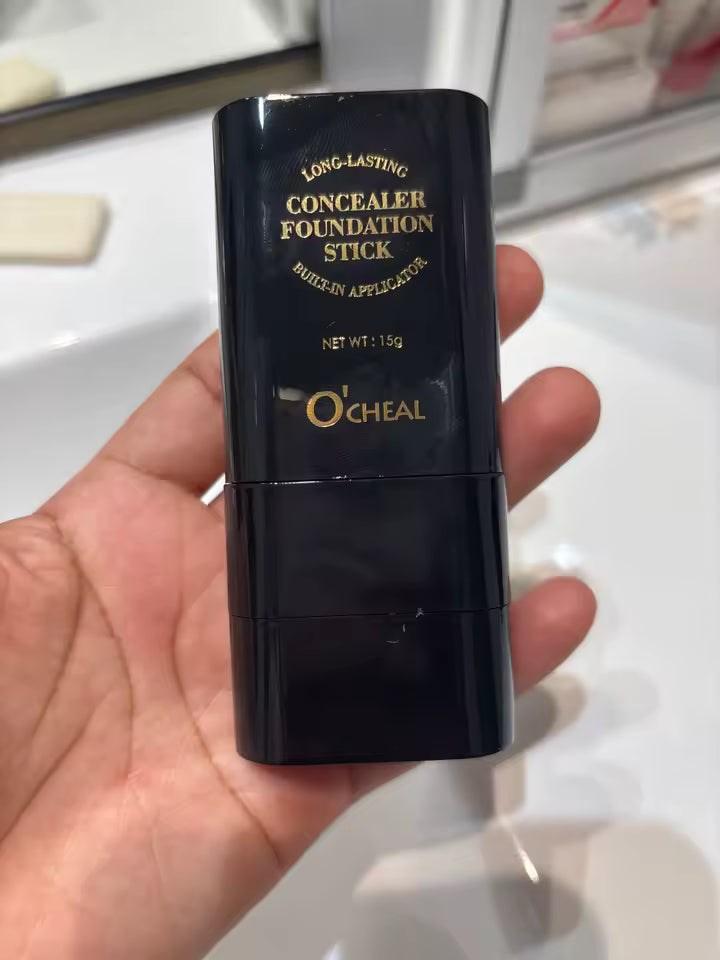 LONG-LASTING
CONCEALER
FOUNDATION
STICK
BUILT-IN APPLICATOR
NET WT : 15g
O'CHEAL